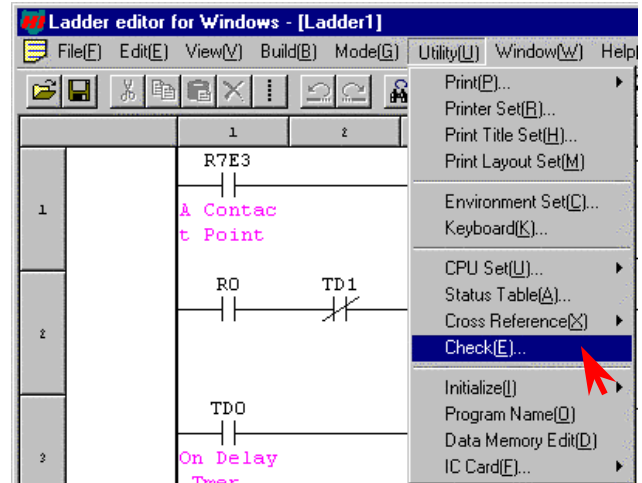 Ladder editor for Windows - [Ladder1]
File(F) Edit(E) View(V) Build(B) Mode(G) Utility(U) Window(W) Help
1 2
R7E3
1
A Contac
t Point
R0 TD1
2
TD0
3
On Delay
Tmer
Print(P)...
Printer Set(R)...
Print Title Set(H)...
Print Layout Set(M)
Environment Set(C)...
Keyboard(K)...
CPU Set(U)...
Status Table(A)...
Cross Reference(X)
Check(E)...
Initialize(I)
Program Name(O)
Data Memory Edit(D)
IC Card(F)...